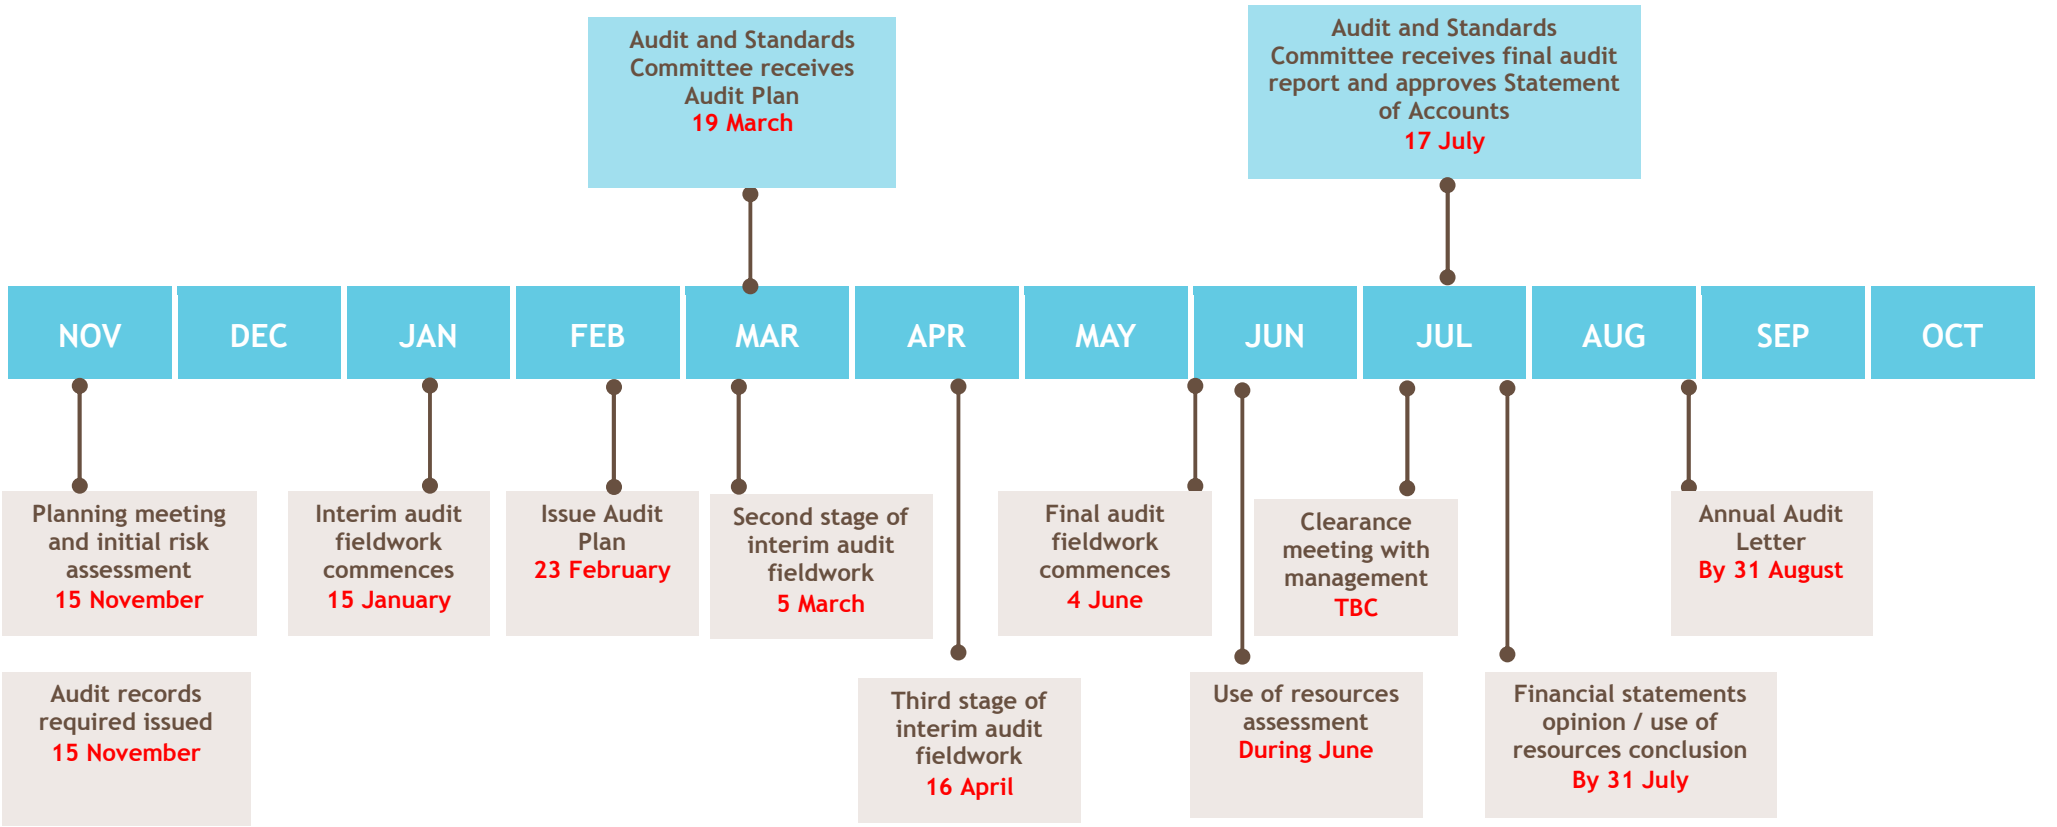 Audit and Standards
Committee receives
Audit Plan
19 March
Audit and Standards
Committee receives final audit
report and approves Statement
of Accounts
17 July
NOV
DEC
JAN
FEB
MAR
APR
MAY
JUN
JUL
AUG
SEP
OCT
Planning meeting
and initial risk
assessment
15 November
Interim audit
fieldwork
commences
15 January
Issue Audit
Plan
23 February
Second stage of
interim audit
fieldwork
5 March
Final audit
fieldwork
commences
4 June
Clearance
meeting with
management
TBC
Annual Audit
Letter
By 31 August
Audit records
required issued
15 November
Third stage of
interim audit
fieldwork
16 April
Use of resources
assessment
During June
Financial statements
opinion / use of
resources conclusion
By 31 July